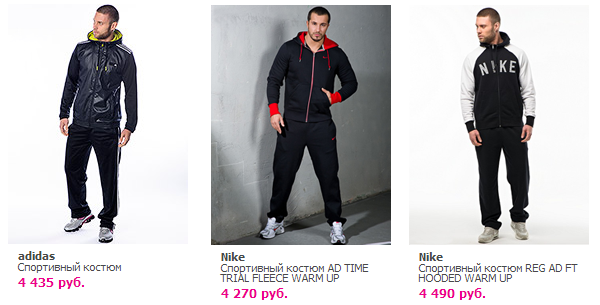 NIKE
adidas
Спортивный костюм
4 435 руб.
Nike
Спортивный костюм AD TIME
TRIAL FLEECE WARM UP
4 270 руб.
Nike
Спортивный костюм REG AD FT
HOODED WARM UP
4 490 руб.